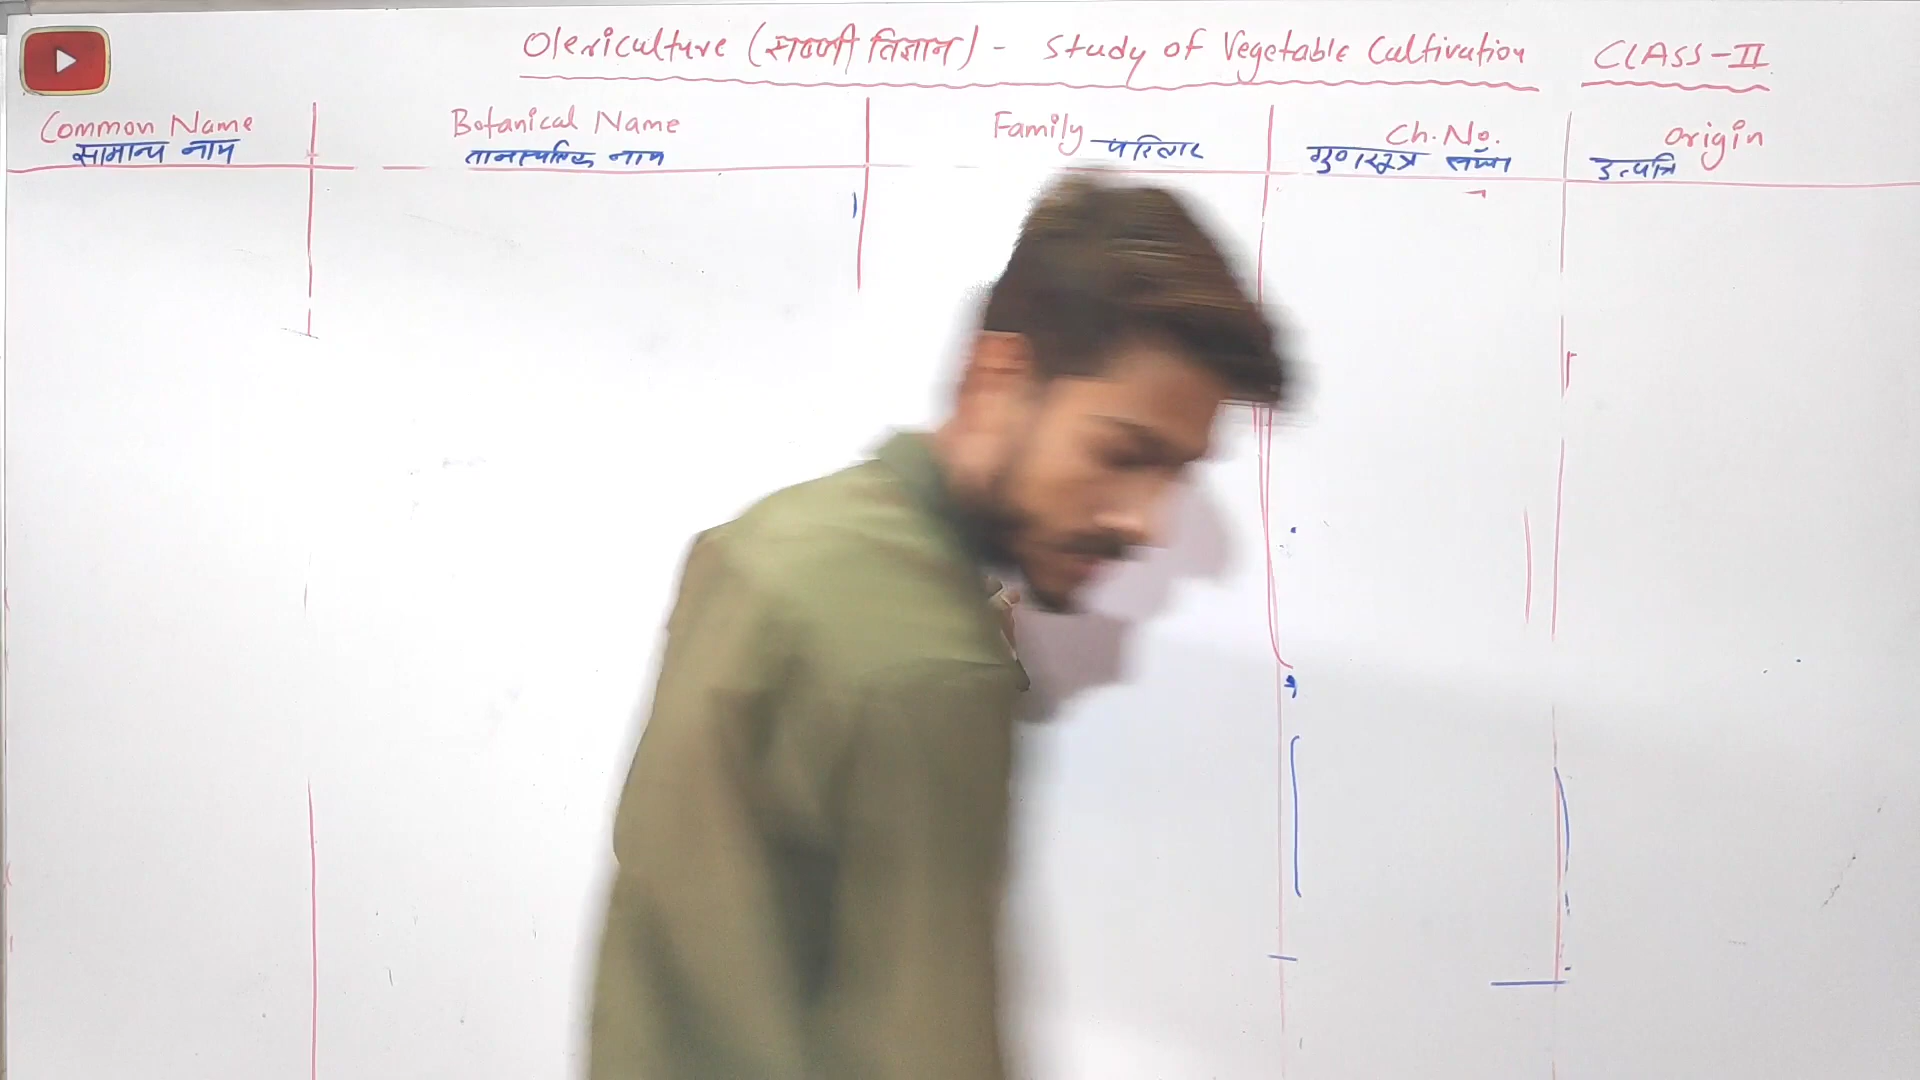 Olericulture (सब्जी विज्ञान) - Study of Vegetable Cultivation CLASS-II
Common Name Botanical Name Family परिवार Ch.No. Origin
सामान्य नाम वानस्पतिक नाम गुणसूत्र संख्या उत्पत्ति